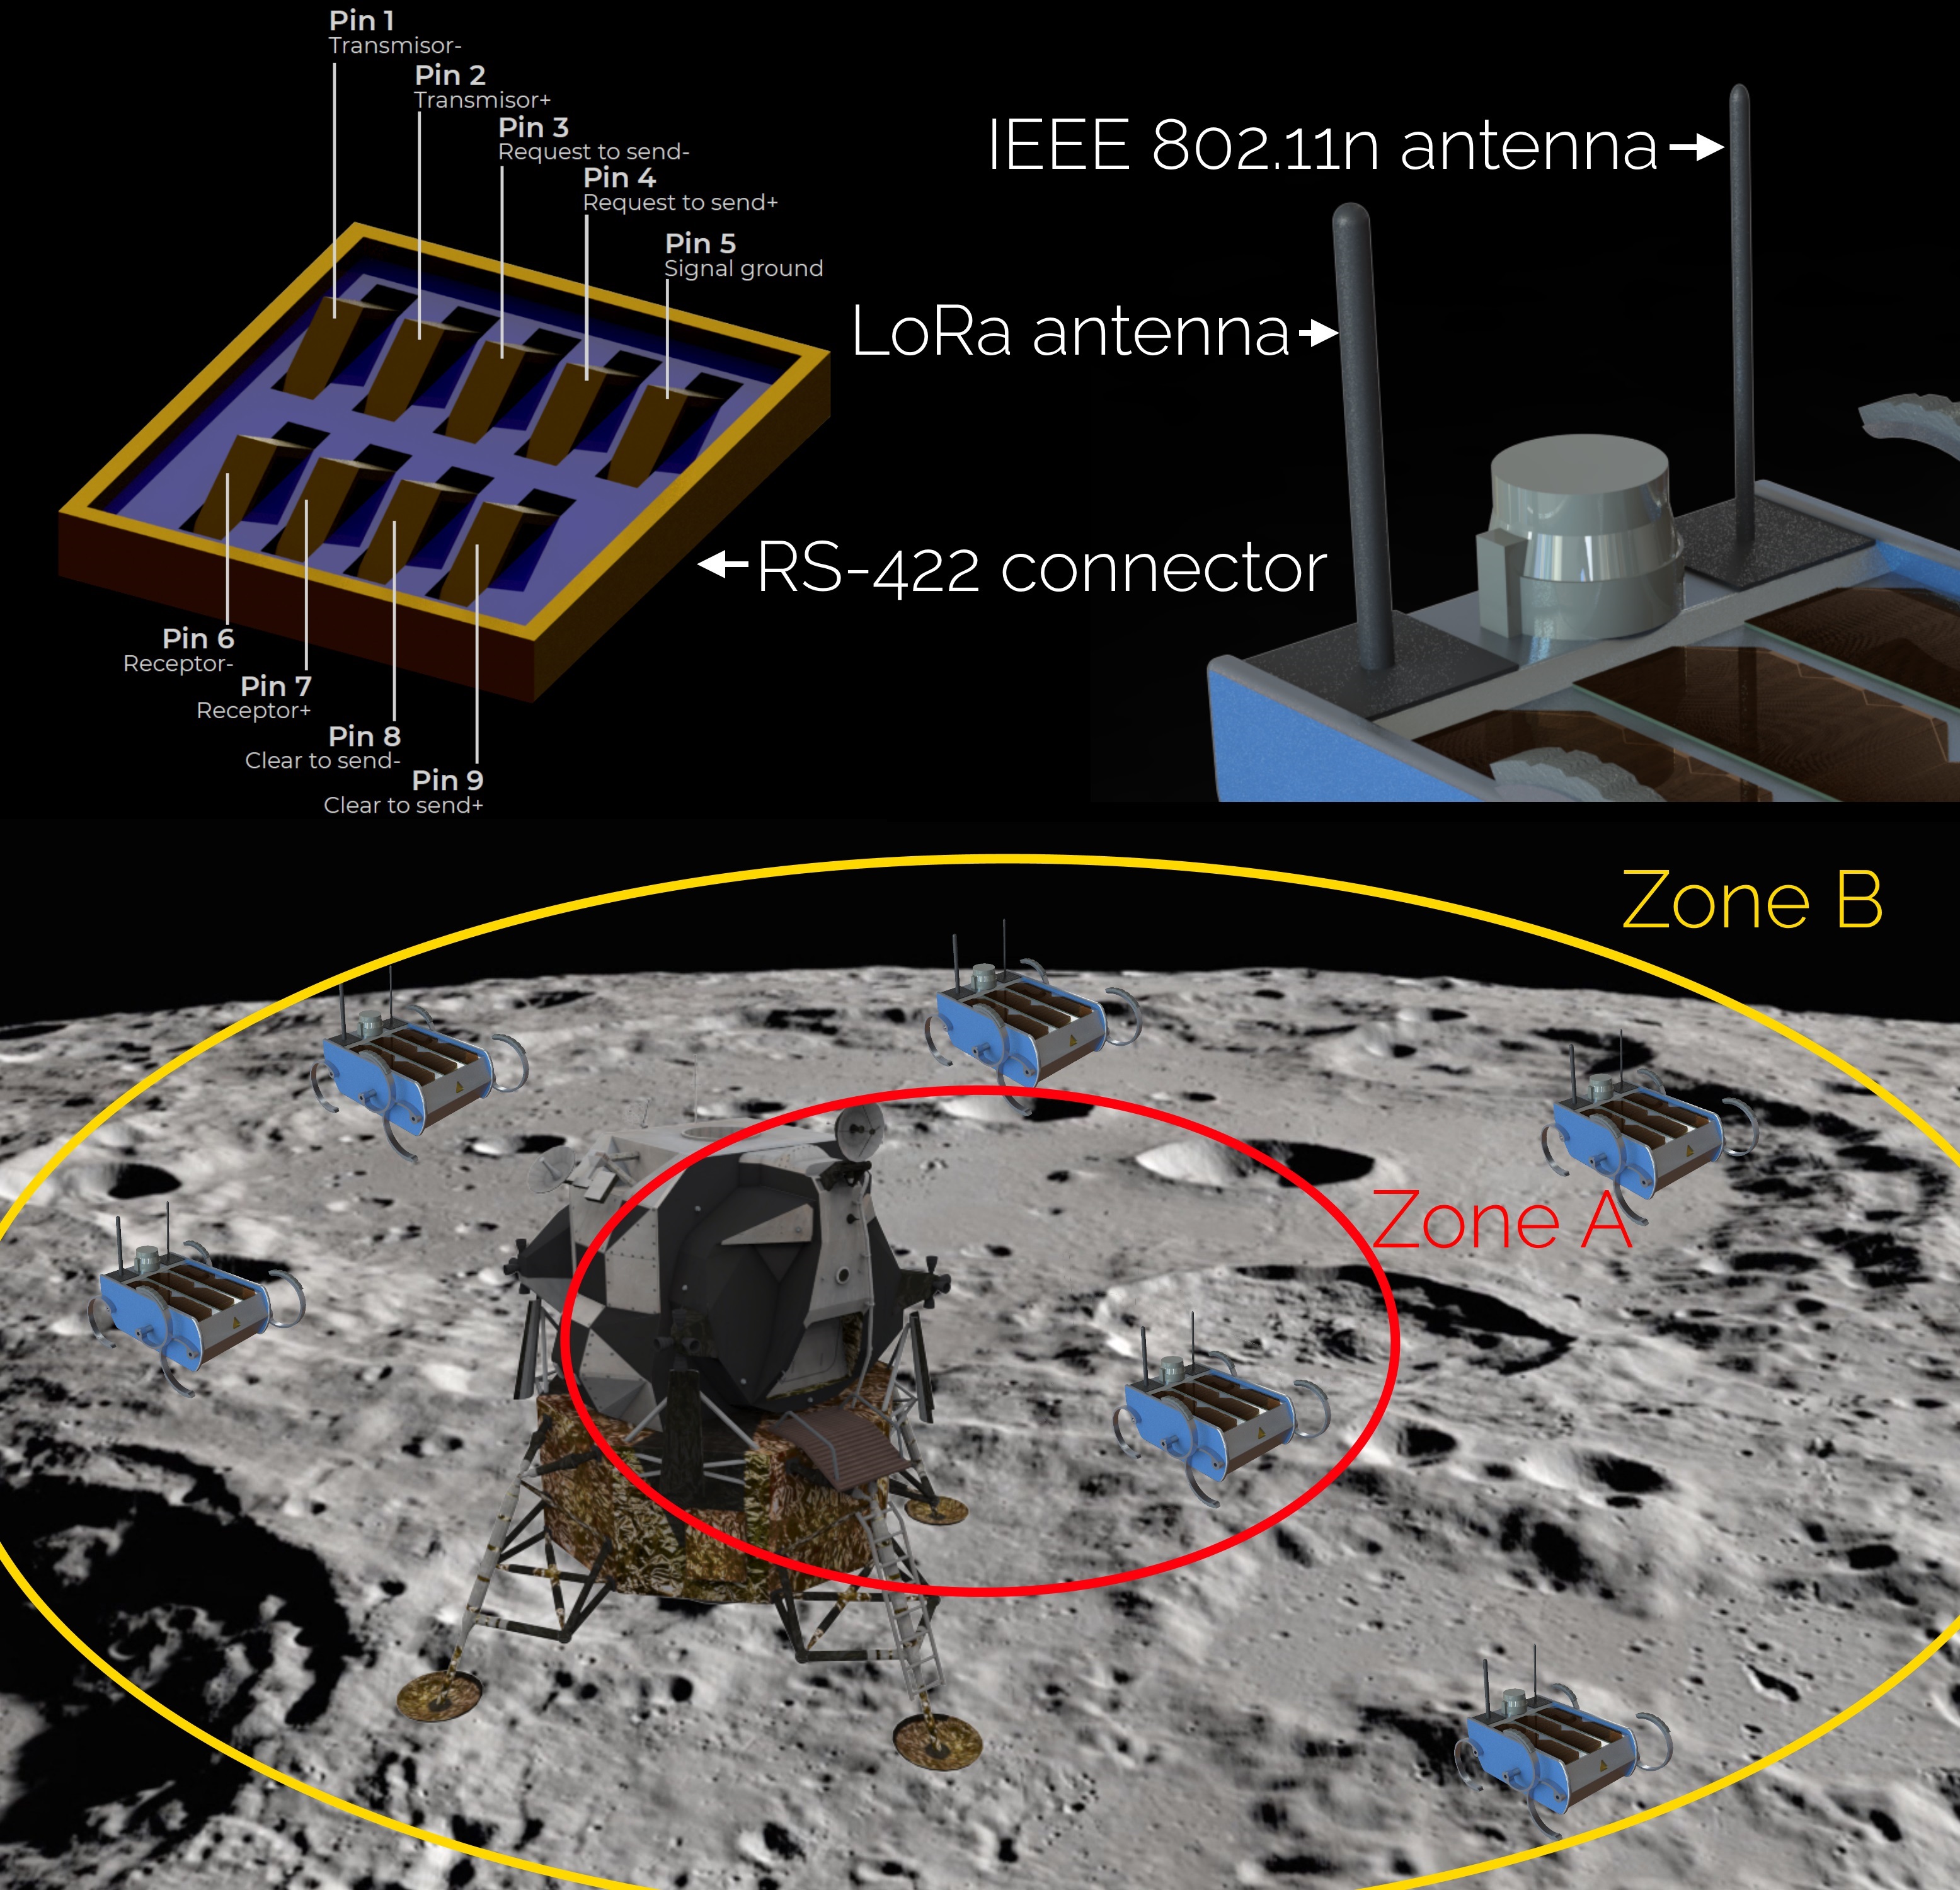 Pin 1
Transmisor-
Pin 2
Transmisor+
Pin 3
Request to send-
Pin 4
Request to send+
Pin 5
Signal ground
IEEE 802.11n antenna
LoRa antenna
RS-422 connector
Pin 6
Receptor-
Pin 7
Receptor+
Pin 8
Clear to send-
Pin 9
Clear to send+
Zone B
Zone A